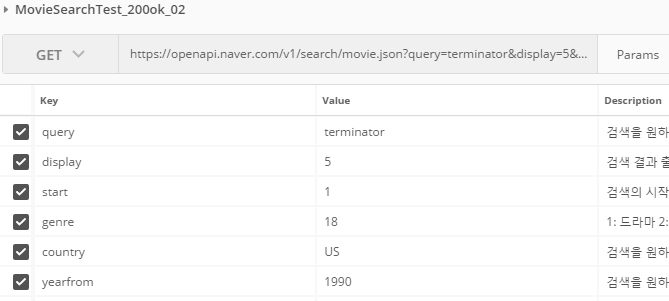 MovieSearchTest_200ok_02
GET https://openapi.naver.com/v1/search/movie.json?query=terminator&display=5&... Params
Key Value Description
query terminator 검색을 원하
display 5 검색 결과 출
start 1 검색의 시작
genre 18 1: 드라마 2:
country US 검색을 원하
yearfrom 1990 검색을 원하